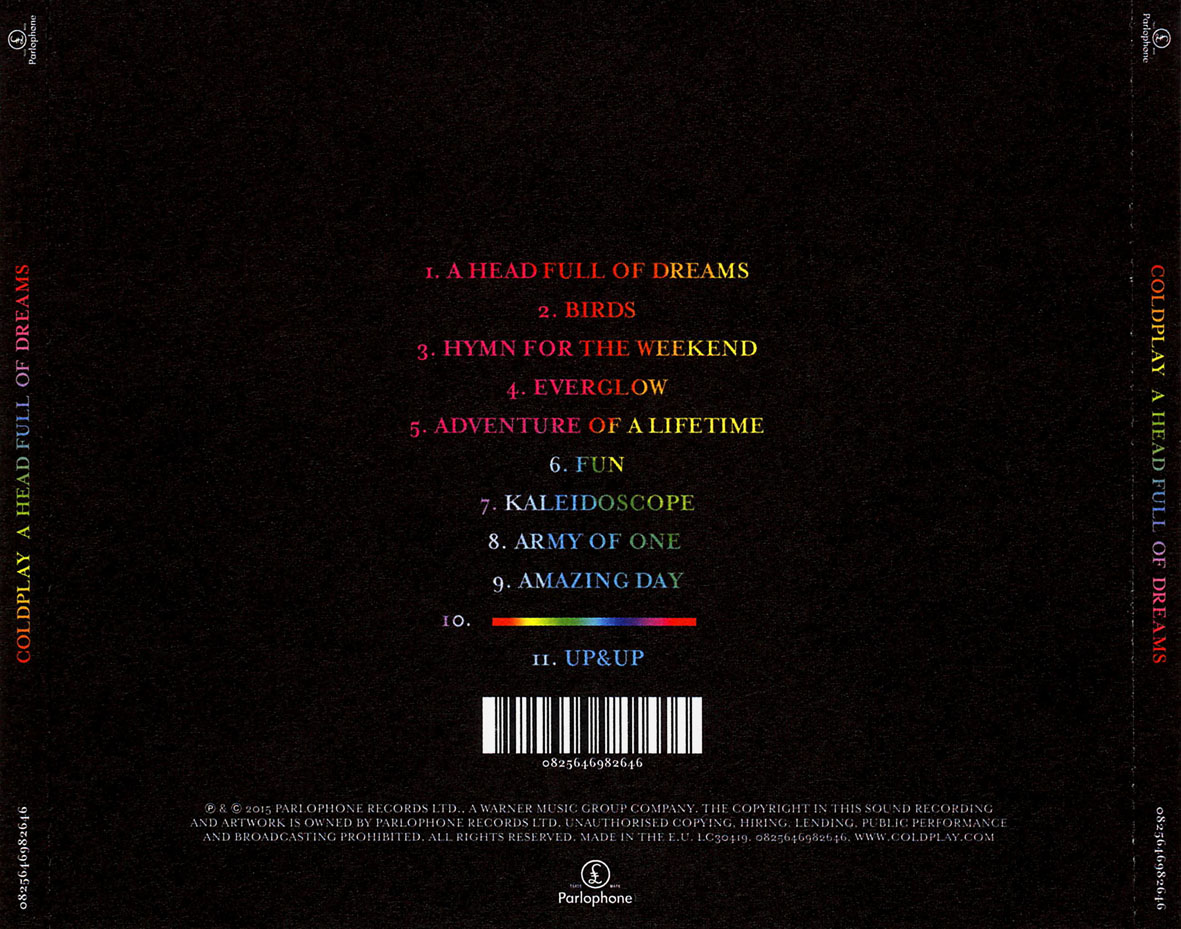 £
Parlophone
COLDPLAY A HEAD FULL OF DREAMS
0825646982646
1. A HEAD FULL OF DREAMS
2. BIRDS
3. HYMN FOR THE WEEKEND
4. EVERGLOW
5. ADVENTURE OF A LIFETIME
6. FUN
7. KALEIDOSCOPE
8. ARMY OF ONE
9. AMAZING DAY
10.
11. UP&UP
0825646982646
℗ & © 2015 PARLOPHONE RECORDS LTD., A WARNER MUSIC GROUP COMPANY. THE COPYRIGHT IN THIS SOUND RECORDING
AND ARTWORK IS OWNED BY PARLOPHONE RECORDS LTD. UNAUTHORISED COPYING, HIRING, LENDING, PUBLIC PERFORMANCE
AND BROADCASTING PROHIBITED. ALL RIGHTS RESERVED. MADE IN THE E.U. LC30419. 0825646982646. WWW.COLDPLAY.COM
£
TRADE MARK
Parlophone
£
Parlophone
COLDPLAY A HEAD FULL OF DREAMS
0825646982646